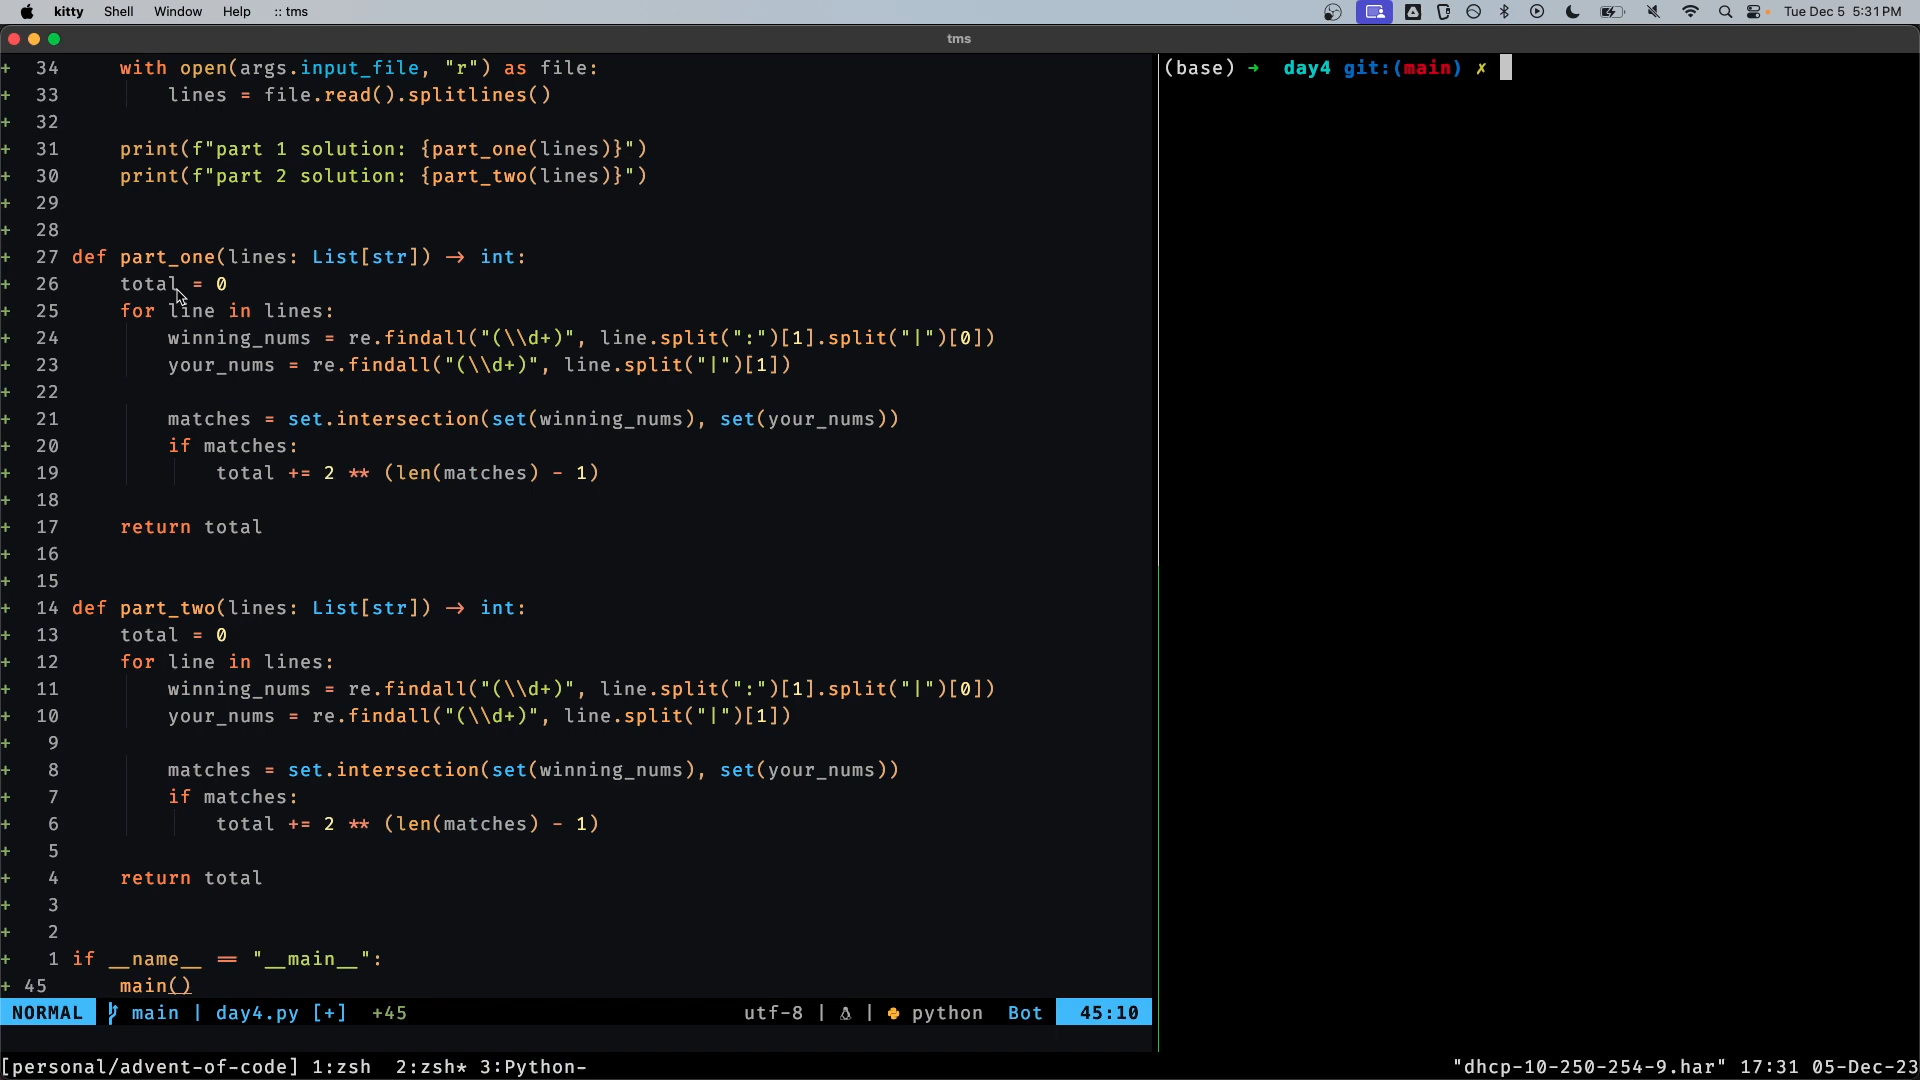 kitty Shell Window Help :: tms Tue Dec 5 5:31 PM
tms
+ 34 with open(args.input_file, "r") as file:
+ 33 lines = file.read().splitlines()
+ 32
+ 31 print(f"part 1 solution: {part_one(lines)}")
+ 30 print(f"part 2 solution: {part_two(lines)}")
+ 29
+ 28
+ 27 def part_one(lines: List[str]) → int:
+ 26 total = 0
+ 25 for line in lines:
+ 24 winning_nums = re.findall("(\\d+)", line.split(":")[1].split("|")[0])
+ 23 your_nums = re.findall("(\\d+)", line.split("|")[1])
+ 22
+ 21 matches = set.intersection(set(winning_nums), set(your_nums))
+ 20 if matches:
+ 19 total += 2 ** (len(matches) - 1)
+ 18
+ 17 return total
+ 16
+ 15
+ 14 def part_two(lines: List[str]) → int:
+ 13 total = 0
+ 12 for line in lines:
+ 11 winning_nums = re.findall("(\\d+)", line.split(":")[1].split("|")[0])
+ 10 your_nums = re.findall("(\\d+)", line.split("|")[1])
+ 9
+ 8 matches = set.intersection(set(winning_nums), set(your_nums))
+ 7 if matches:
+ 6 total += 2 ** (len(matches) - 1)
+ 5
+ 4 return total
+ 3
+ 2
+ 1 if __name__ == "__main__":
+ 45 main()
NORMAL main | day4.py [+] +45 utf-8 | | python Bot 45:10
(base) → day4 git:(main) ✗
[personal/advent-of-code] 1:zsh 2:zsh* 3:Python- "dhcp-10-250-254-9.har" 17:31 05-Dec-23